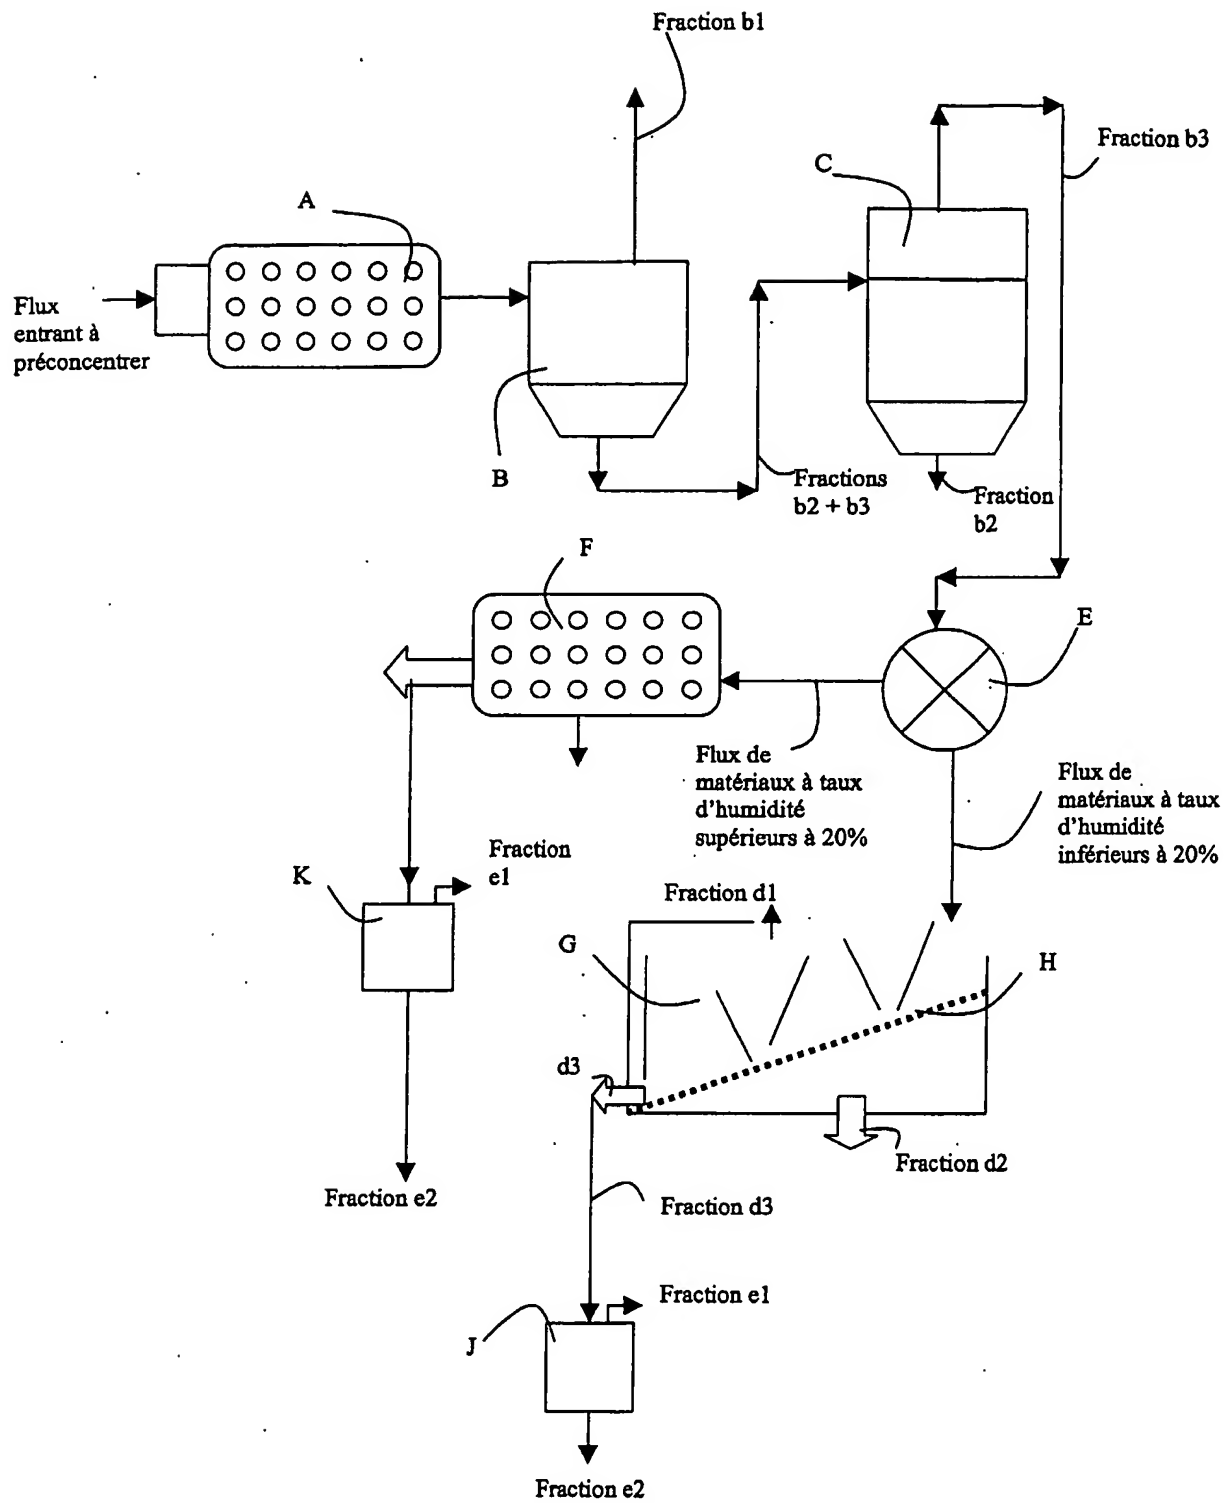 Fraction b1
Fraction b3
C
A
Flux
entrant à
préconcentrer
B
Fractions
b2 + b3
Fraction
b2
F
E
Flux de
matériaux à taux
d'humidité
supérieurs à 20%
Flux de
matériaux à taux
d'humidité
inférieurs à 20%
Fraction
e1
K
Fraction d1
G
H
d3
Fraction d2
Fraction e2
Fraction d3
Fraction e1
J
Fraction e2